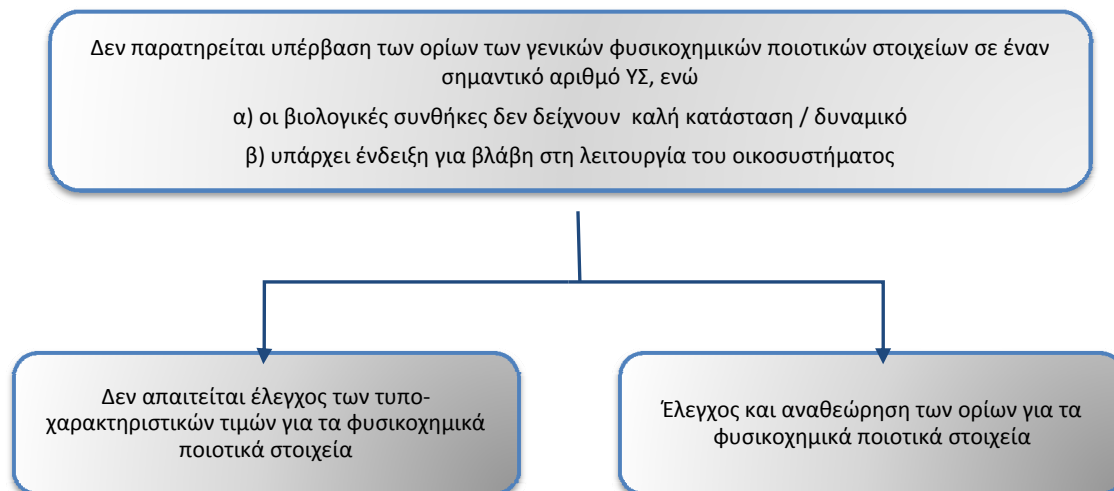 Δεν παρατηρείται υπέρβαση των ορίων των γενικών φυσικοχημικών ποιοτικών στοιχείων σε έναν
σημαντικό αριθμό ΥΣ, ενώ
α) οι βιολογικές συνθήκες δεν δείχνουν καλή κατάσταση / δυναμικό
β) υπάρχει ένδειξη για βλάβη στη λειτουργία του οικοσυστήματος
Δεν απαιτείται έλεγχος των τυπο-
χαρακτηριστικών τιμών για τα φυσικοχημικά
ποιοτικά στοιχεία
Έλεγχος και αναθεώρηση των ορίων για τα
φυσικοχημικά ποιοτικά στοιχεία